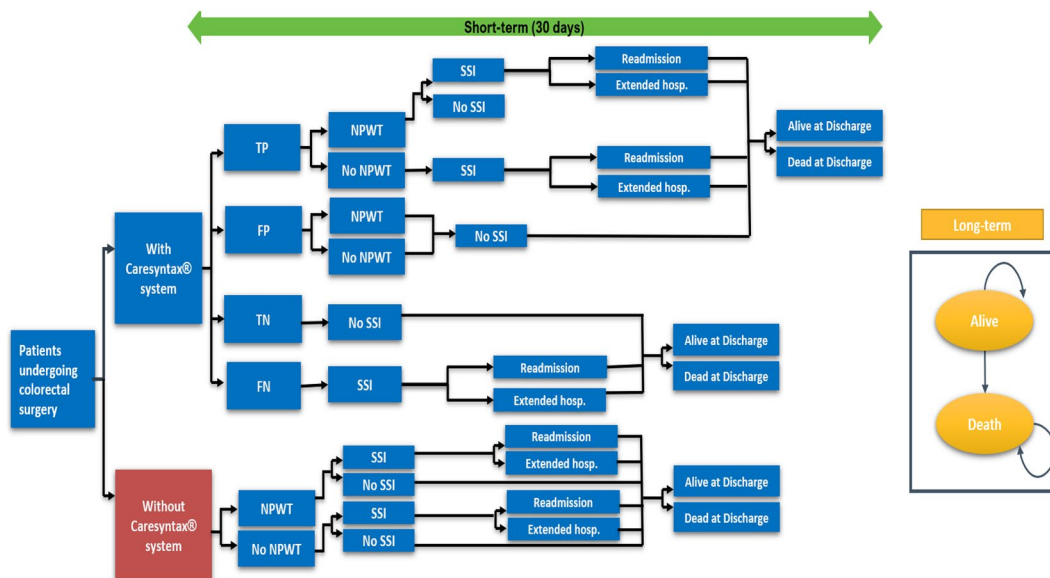 Short-term (30 days)
SSI
Readmission
Extended hosp.
No SSI
NPWT
TP
No NPWT
SSI
Readmission
Extended hosp.
Alive at Discharge
Dead at Discharge
With
Caresyntax®
system
FP
NPWT
No NPWT
No SSI
TN
No SSI
FN
SSI
Readmission
Extended hosp.
Alive at Discharge
Dead at Discharge
Patients
undergoing
colorectal
surgery
Without
Caresyntax®
system
NPWT
No NPWT
SSI
No SSI
SSI
No SSI
Readmission
Extended hosp.
Readmission
Extended hosp.
Alive at Discharge
Dead at Discharge
Long-term
Alive
Death